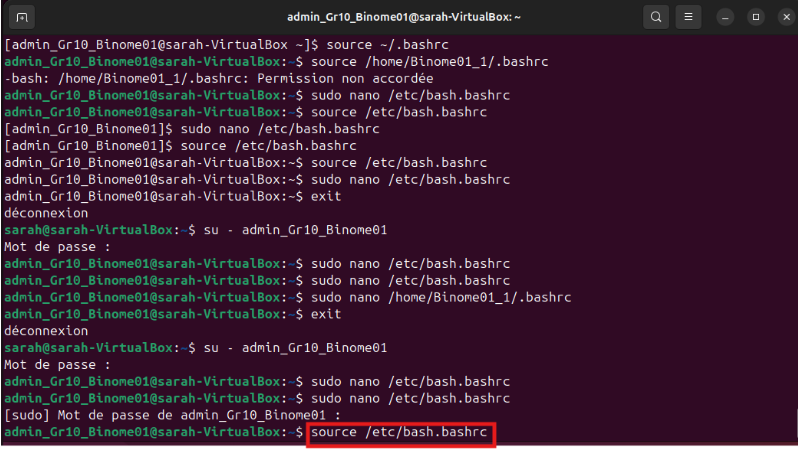 admin_Gr10_Binome01@sarah-VirtualBox: ~
[admin_Gr10_Binome01@sarah-VirtualBox ~]$ source ~/.bashrc
admin_Gr10_Binome01@sarah-VirtualBox:~$ source /home/Binome01_1/.bashrc
-bash: /home/Binome01_1/.bashrc: Permission non accordée
admin_Gr10_Binome01@sarah-VirtualBox:~$ sudo nano /etc/bash.bashrc
admin_Gr10_Binome01@sarah-VirtualBox:~$ source /etc/bash.bashrc
[admin_Gr10_Binome01]$ sudo nano /etc/bash.bashrc
[admin_Gr10_Binome01]$ source /etc/bash.bashrc
admin_Gr10_Binome01@sarah-VirtualBox:~$ source /etc/bash.bashrc
admin_Gr10_Binome01@sarah-VirtualBox:~$ sudo nano /etc/bash.bashrc
admin_Gr10_Binome01@sarah-VirtualBox:~$ exit
déconnexion
sarah@sarah-VirtualBox:~$ su - admin_Gr10_Binome01
Mot de passe :
admin_Gr10_Binome01@sarah-VirtualBox:~$ sudo nano /etc/bash.bashrc
admin_Gr10_Binome01@sarah-VirtualBox:~$ sudo nano /etc/bash.bashrc
admin_Gr10_Binome01@sarah-VirtualBox:~$ sudo nano /home/Binome01_1/.bashrc
admin_Gr10_Binome01@sarah-VirtualBox:~$ exit
déconnexion
sarah@sarah-VirtualBox:~$ su - admin_Gr10_Binome01
Mot de passe :
admin_Gr10_Binome01@sarah-VirtualBox:~$ sudo nano /etc/bash.bashrc
admin_Gr10_Binome01@sarah-VirtualBox:~$ sudo nano /etc/bash.bashrc
[sudo] Mot de passe de admin_Gr10_Binome01 :
admin_Gr10_Binome01@sarah-VirtualBox:~$ source /etc/bash.bashrc